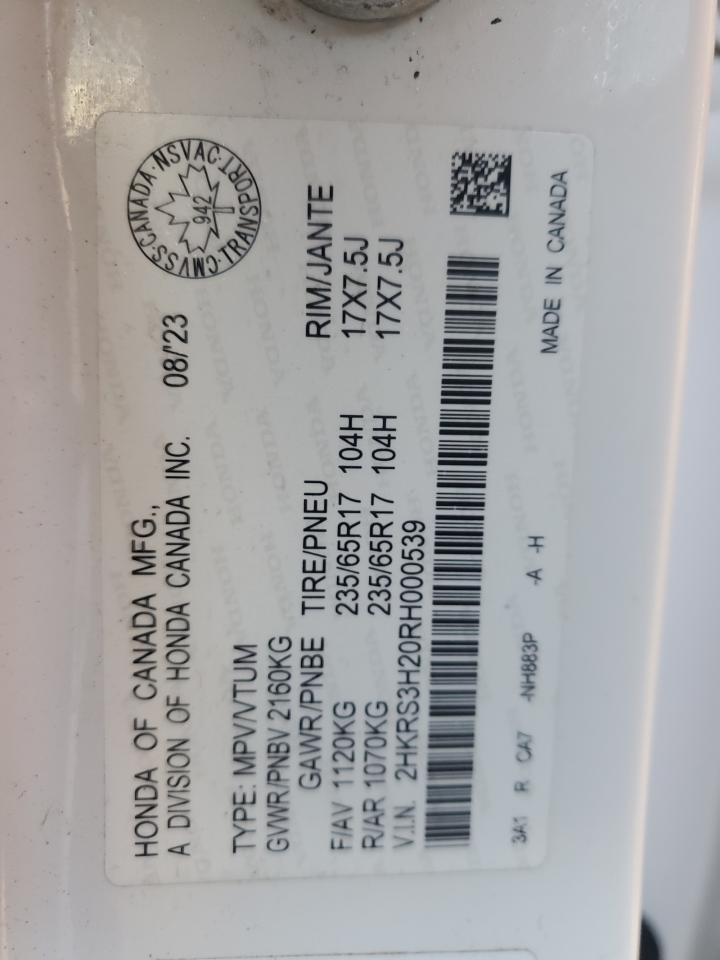 HONDA OF CANADA MFG.,
A DIVISION OF HONDA CANADA INC. 08/'23
CMVSS·CANADA·NSVAC·TRANSPORT
942
TYPE: MPV/VTUM
GVWR/PNBV 2160KG
GAWR/PNBE TIRE/PNEU RIM/JANTE
F/AV 1120KG 235/65R17 104H 17X7.5J
R/AR 1070KG 235/65R17 104H 17X7.5J
V.I.N. 2HKRS3H20RH000539
3A1 R CA7 -NH883P -A -H MADE IN CANADA